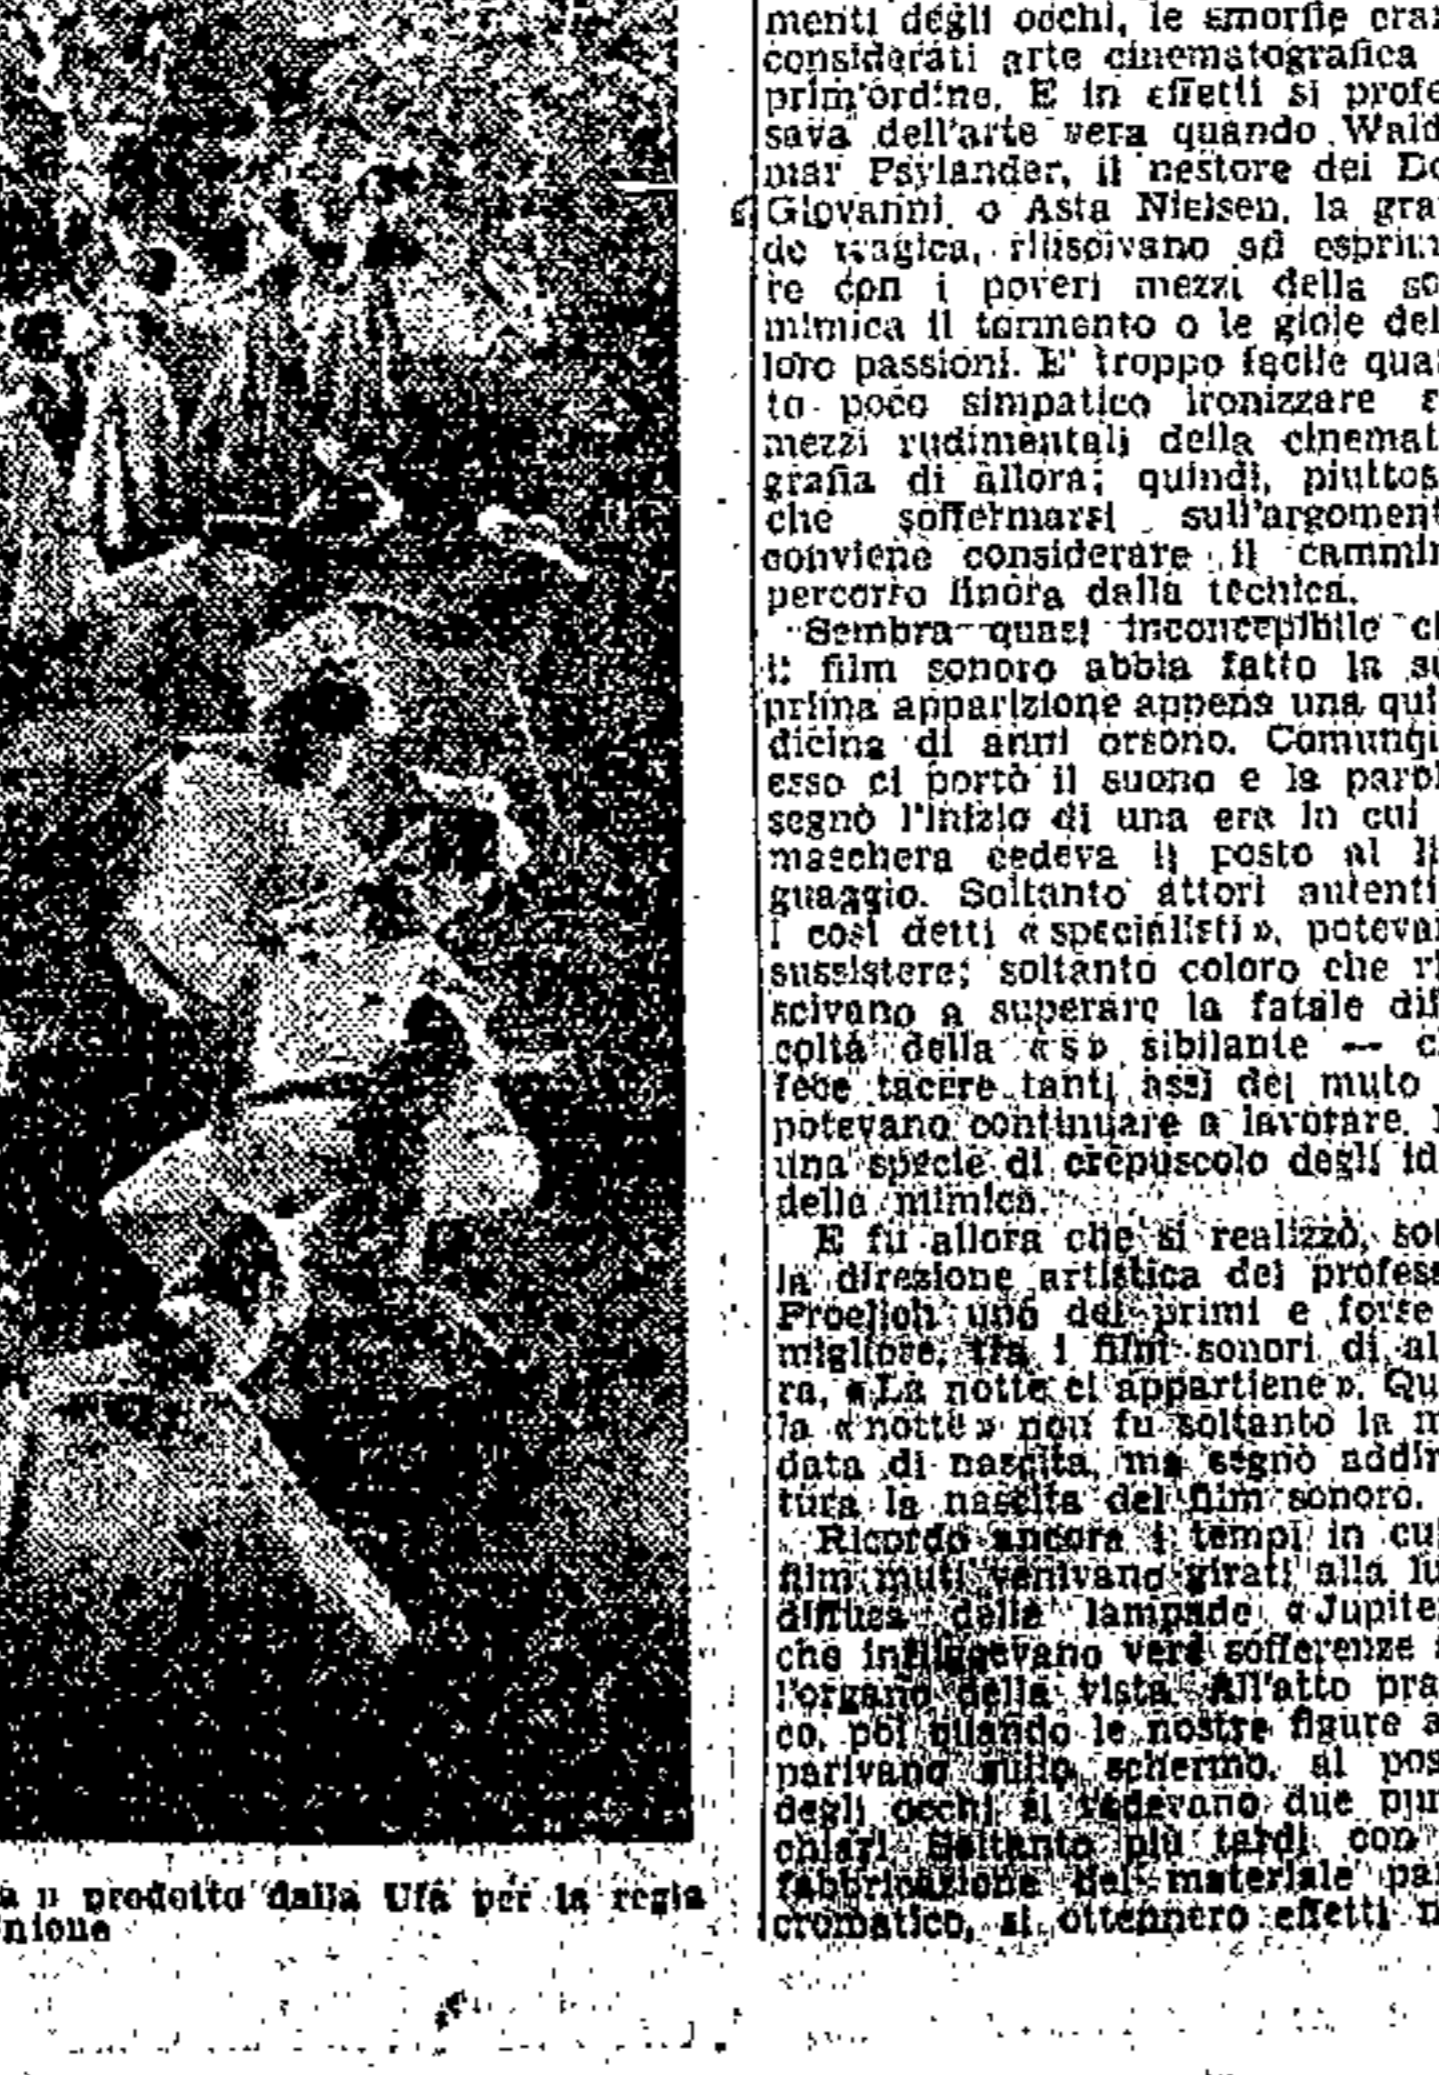 a » prodotto dalla Ufa per la regia
nione
menti degli occhi, le smorfie eran
considerati arte cinematografica
prim'ordine. E in effetti si profe
sava dell'arte vera quando Wald
mar Psylander, il nestore dei Do
Giovanni o Asta Nielsen, la gra
de tragica, riuscivano ad esprim
re con i poveri mezzi della so
mimica il tormento o le gioie del
loro passioni. E' troppo facile qua
to poco simpatico ironizzare s
mezzi rudimentali della cinemat
grafia di allora; quindi, piuttos
che soffermarsi sull'argoment
conviene considerare il cammin
percorso finora dalla tecnica.
Sembra quasi inconcepibile ch
il film sonoro abbia fatto la su
prima apparizione appena una qui
dicina di anni orsono. Comunqu
esso ci portò il suono e la parol
segnò l'inizio di una era in cui
maschera cedeva il posto al li
guaggio. Soltanto attori autenti
i così detti « specialisti », poteva
sussistere; soltanto coloro che ri
scivano a superare la fatale dif
coltà della « s » sibilante — c
fece tacere tanti assi del muto
potevano continuare a lavorare.
una specie di crepuscolo degli id
della mimica.
E fu allora che si realizzò, sot
la direzione artistica del profess
Froelich uno dei primi e forse
migliore, tra i film sonori di al
ra, « La notte ci appartiene ». Qu
la « notte » non fu soltanto la m
data di nascita, ma segnò addir
tura la nascita del film sonoro.
Ricordo ancora i tempi in cui
film muti venivano girati alla lu
diffusa delle lampade « Jupite
che infliggevano vere sofferenze
l'organo della vista. All'atto pra
co, poi quando le nostre figure a
parivano sullo schermo, al pos
degli occhi si vedevano due pun
chiari Soltanto più tardi con
fabbricazione del materiale pa
cromatico, si ottennero effetti